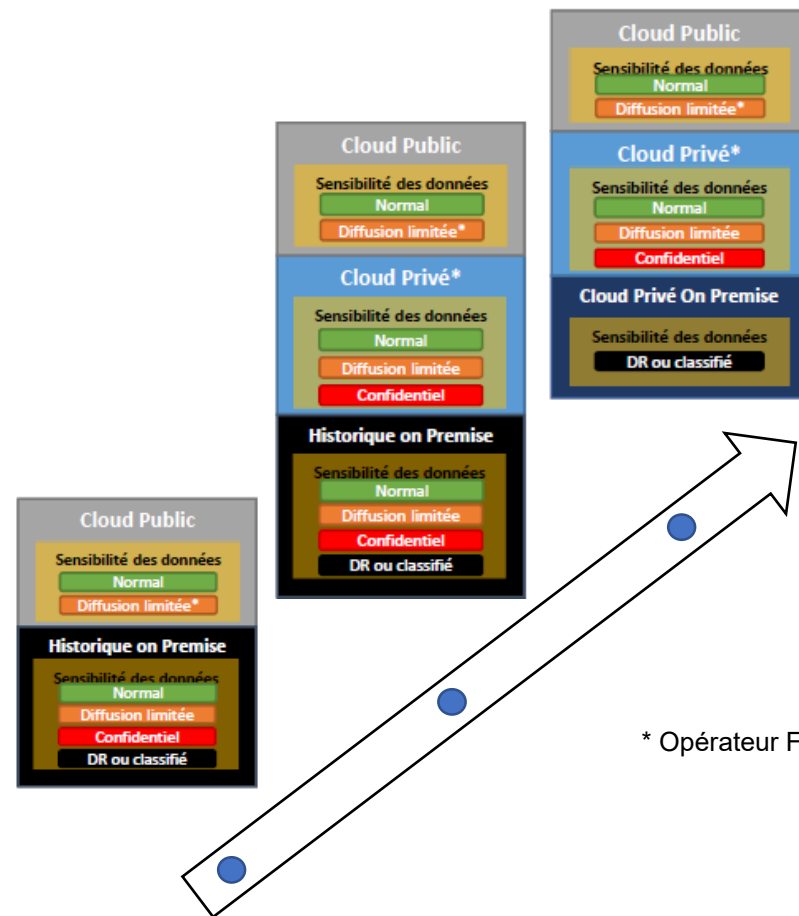 Cloud Public
Sensibilité des données
Normal
Diffusion limitée*
Historique on Premise
Sensibilité des données
Normal
Diffusion limitée
Confidentiel
DR ou classifié
Cloud Public
Sensibilité des données
Normal
Diffusion limitée*
Cloud Privé*
Sensibilité des données
Normal
Diffusion limitée
Confidentiel
Historique on Premise
Sensibilité des données
Normal
Diffusion limitée
Confidentiel
DR ou classifié
Cloud Public
Sensibilité des données
Normal
Diffusion limitée*
Cloud Privé*
Sensibilité des données
Normal
Diffusion limitée
Confidentiel
Cloud Privé On Premise
Sensibilité des données
DR ou classifié
* Opérateur F